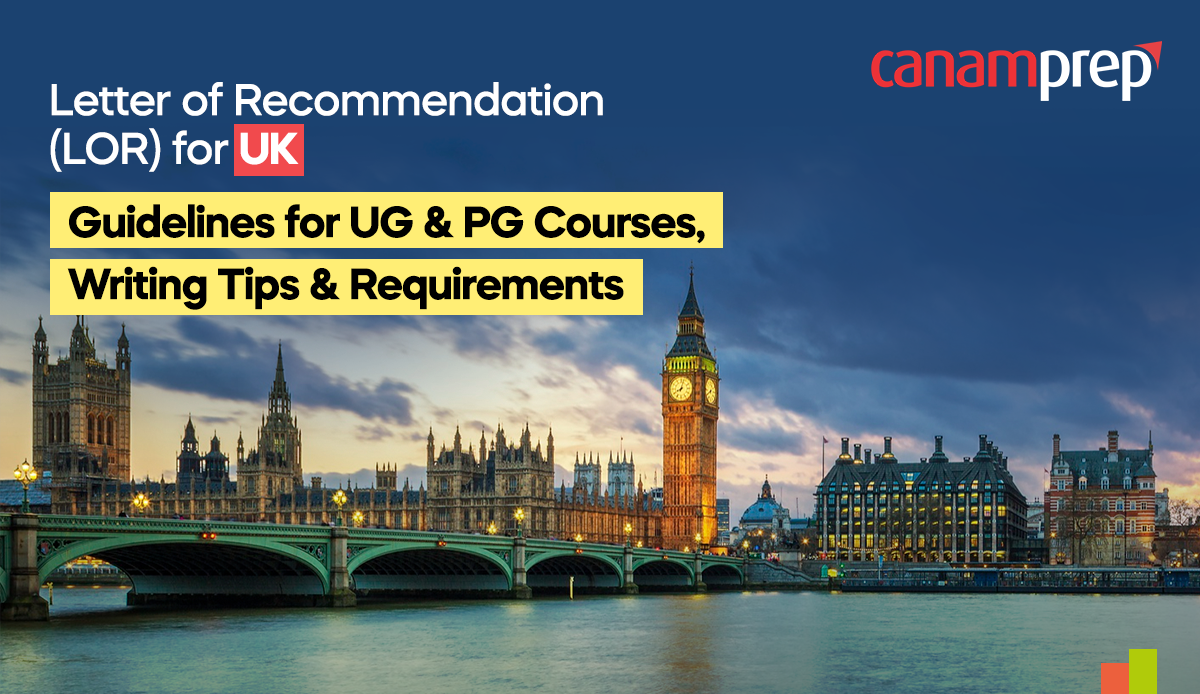 canamprep
Letter of Recommendation
(LOR) for UK
Guidelines for UG & PG Courses,
Writing Tips & Requirements